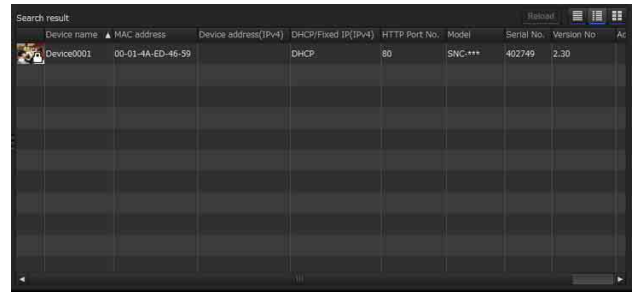 Search result Reload
Device name ▲ MAC address Device address(IPv4) DHCP/Fixed IP(IPv4) HTTP Port No. Model Serial No. Version No Ac
Device0001 00-01-4A-ED-46-59 DHCP 80 SNC-*** 402749 2.30